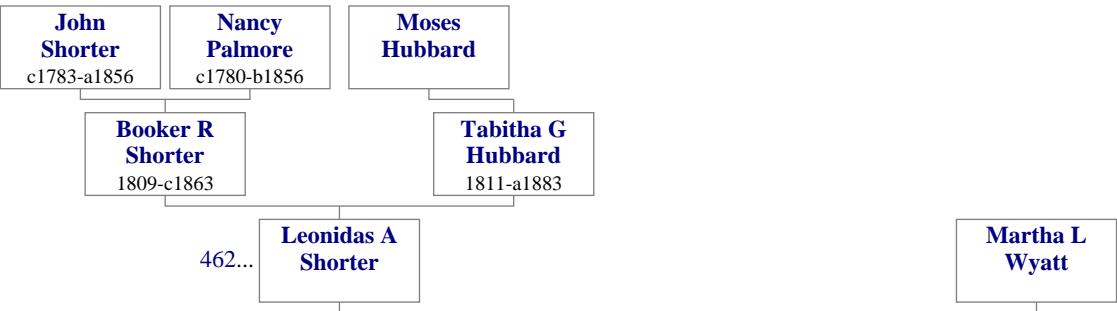 John
Shorter
c1783-a1856
Nancy
Palmore
c1780-b1856
Moses
Hubbard
Booker R
Shorter
1809-c1863
Tabitha G
Hubbard
1811-a1883
462...
Leonidas A
Shorter
Martha L
Wyatt